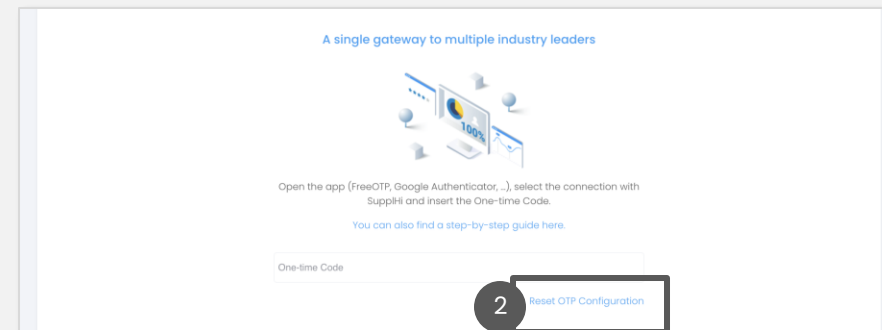 A single gateway to multiple industry leaders
100%
Open the app (FreeOTP, Google Authenticator, ...), select the connection with
SupplHi and insert the One-time Code.
You can also find a step-by-step guide here.
One-time Code
2
Reset OTP Configuration